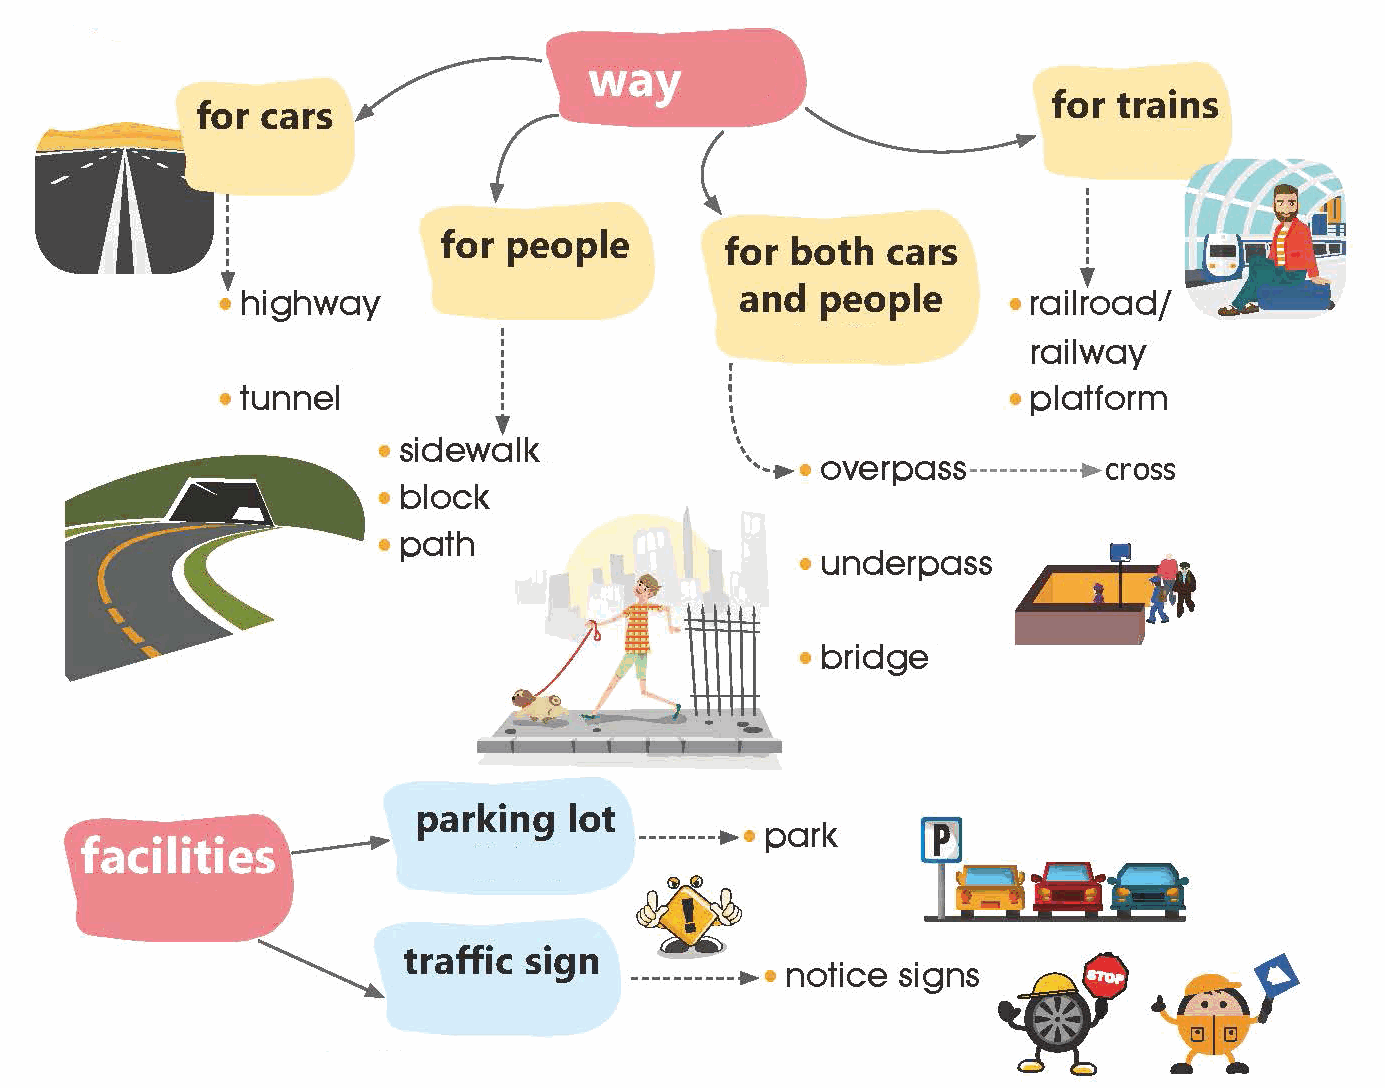 way
for cars
for trains
for people
for both cars
and people
highway
tunnel
sidewalk
block
path
overpass
cross
underpass
bridge
railroad/
railway
platform
facilities
parking lot
park
P
!
traffic sign
notice signs
STOP